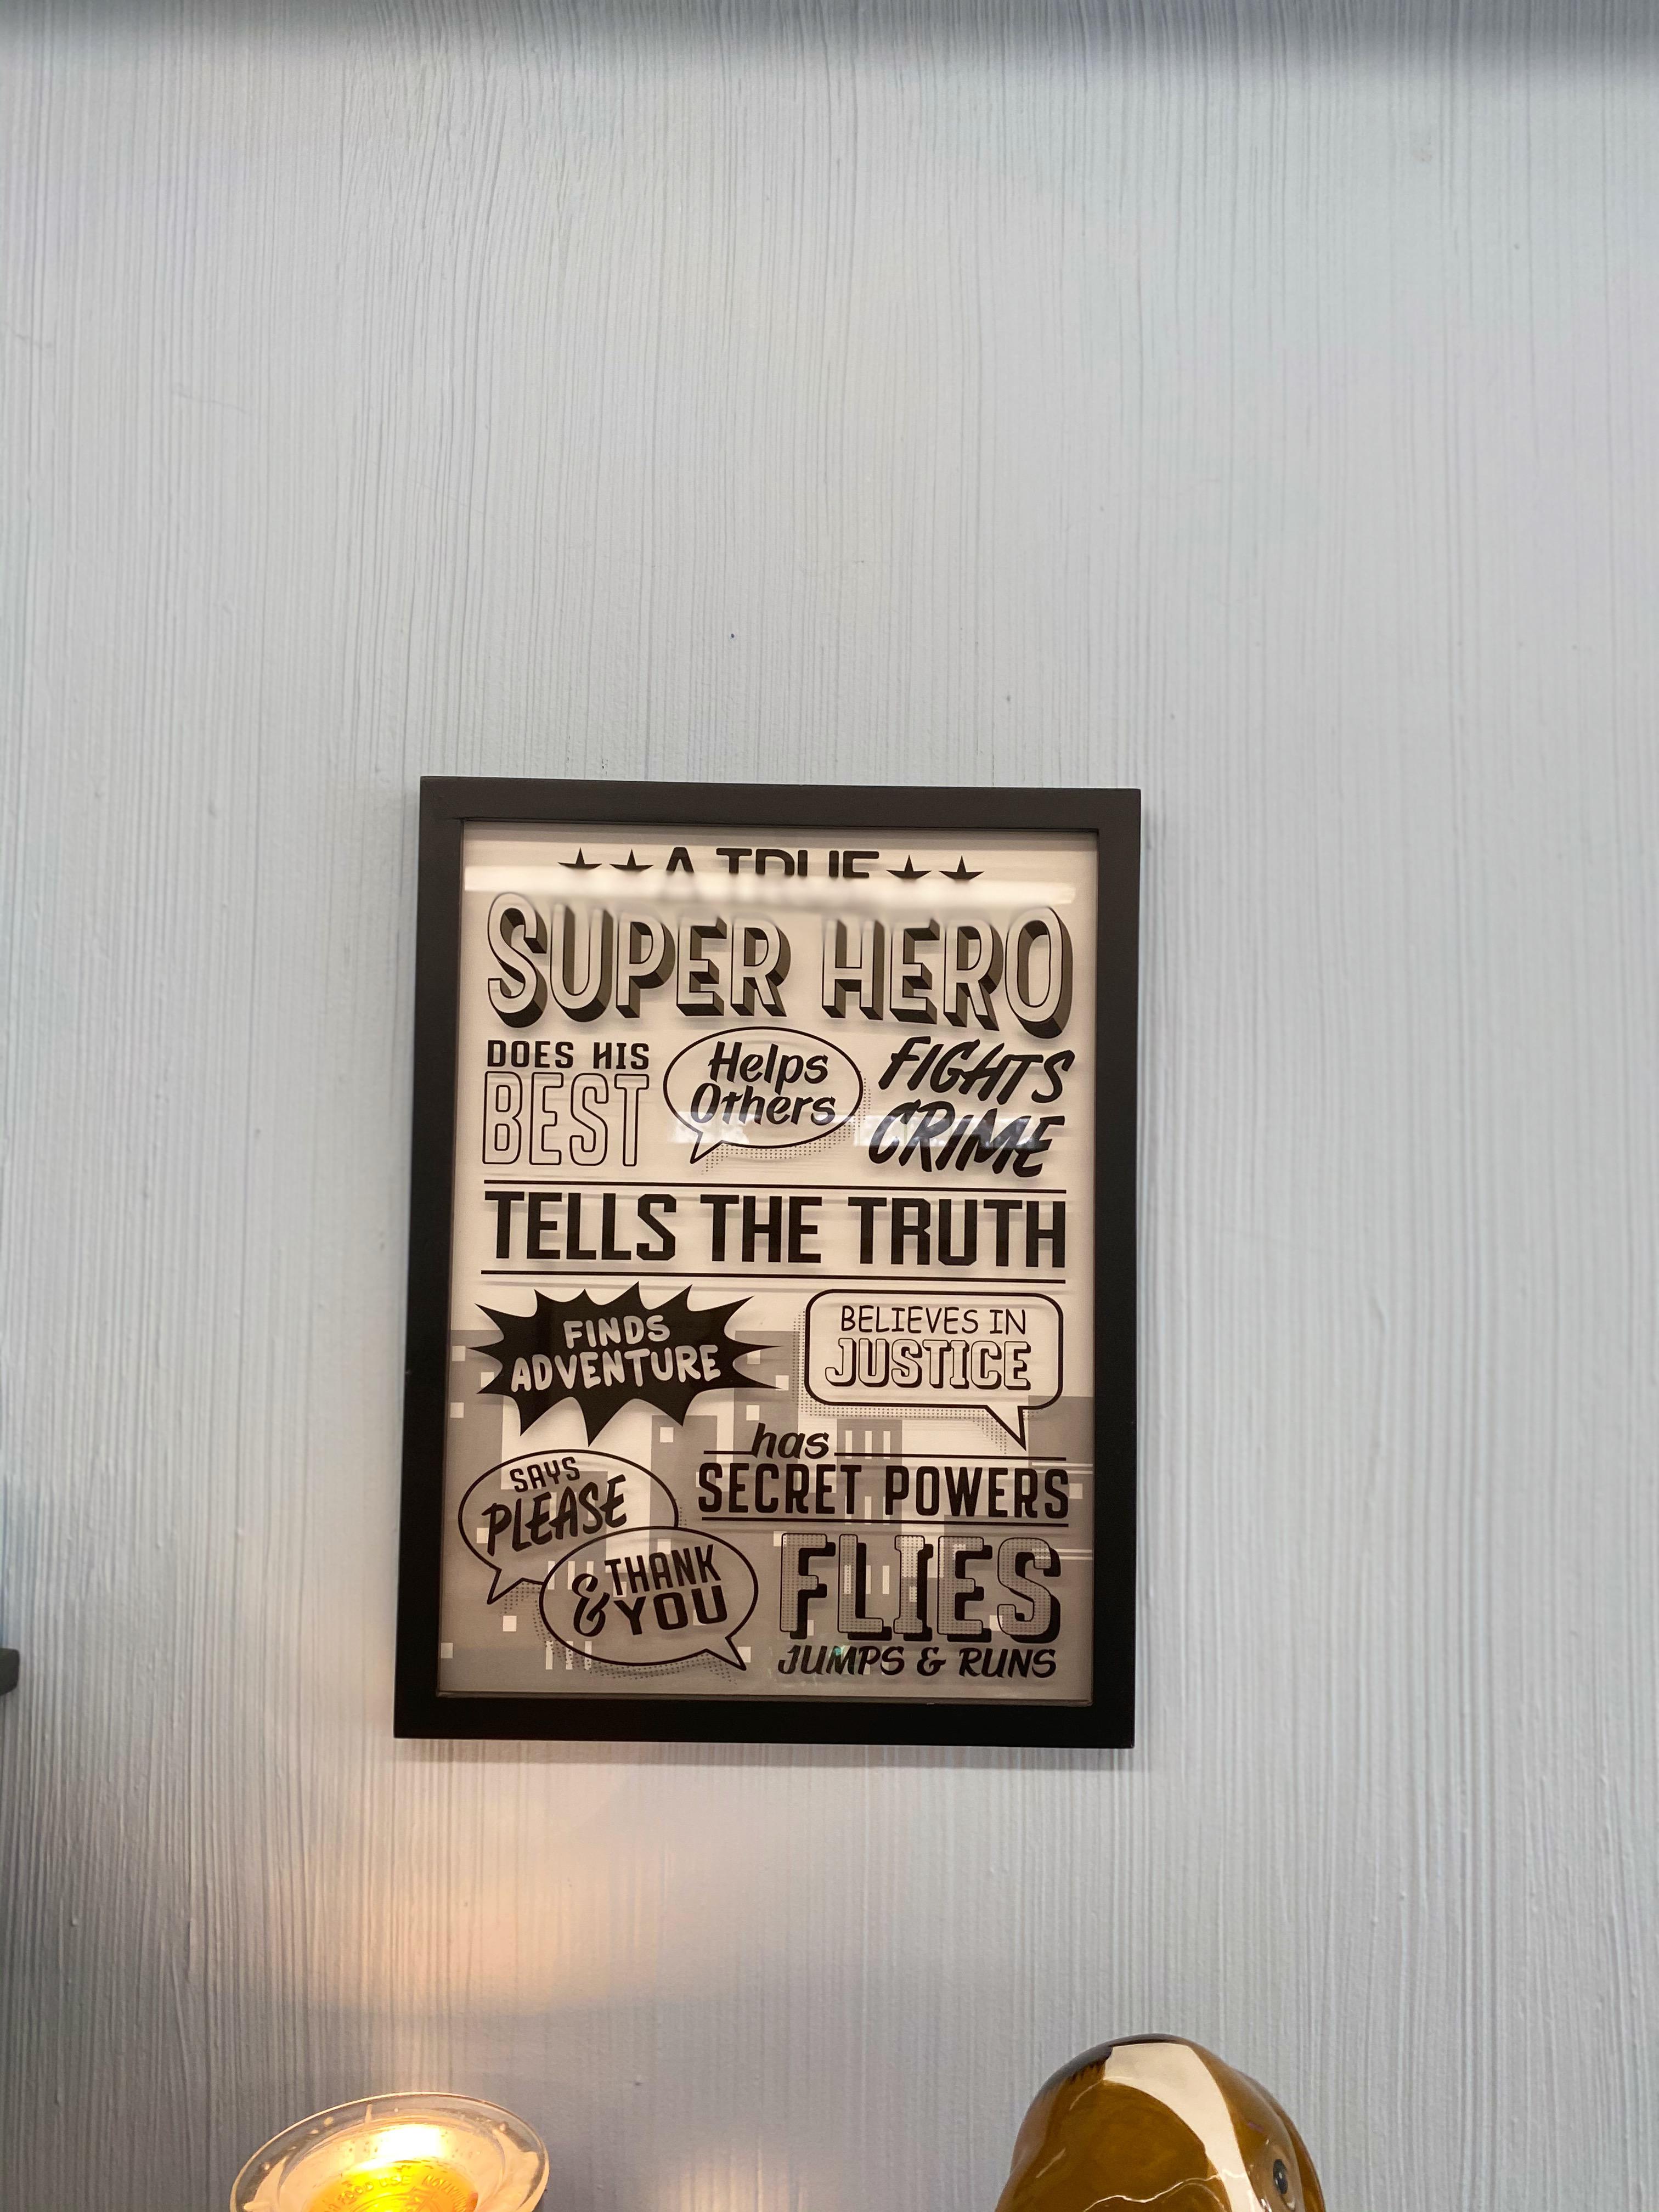 A TRUE
SUPER HERO
DOES HIS
BEST
Helps
Others
FIGHTS
CRIME
TELLS THE TRUTH
FINDS
ADVENTURE
BELIEVES IN
JUSTICE
SAYS
PLEASE
& THANK
YOU
has
SECRET POWERS
FLIES
JUMPS & RUNS